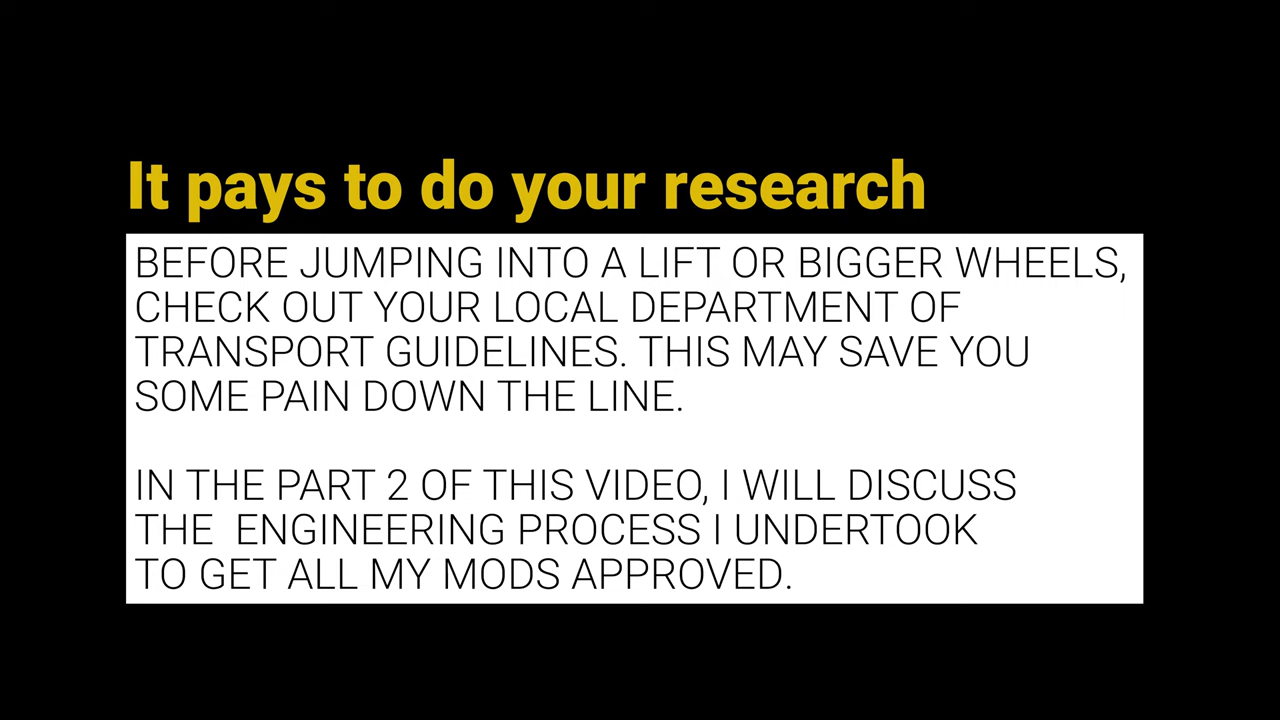 It pays to do your research
BEFORE JUMPING INTO A LIFT OR BIGGER WHEELS,
CHECK OUT YOUR LOCAL DEPARTMENT OF
TRANSPORT GUIDELINES. THIS MAY SAVE YOU
SOME PAIN DOWN THE LINE.
IN THE PART 2 OF THIS VIDEO, I WILL DISCUSS
THE  ENGINEERING PROCESS I UNDERTOOK
TO GET ALL MY MODS APPROVED.